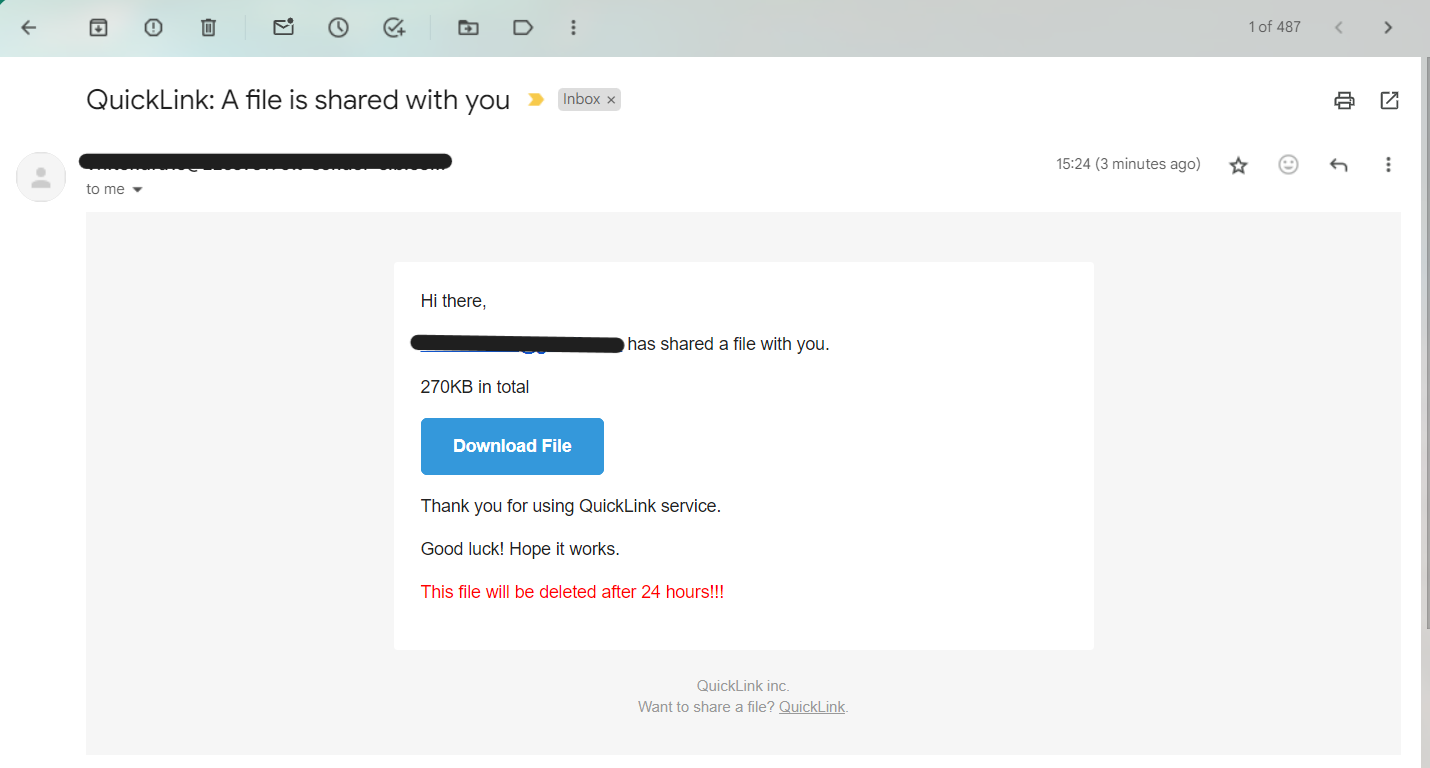 1 of 487
QuickLink: A file is shared with you
Inbox ×
15:24 (3 minutes ago)
to me
Hi there,
has shared a file with you.
270KB in total
Download File
Thank you for using QuickLink service.
Good luck! Hope it works.
This file will be deleted after 24 hours!!!
QuickLink inc.
Want to share a file? QuickLink.